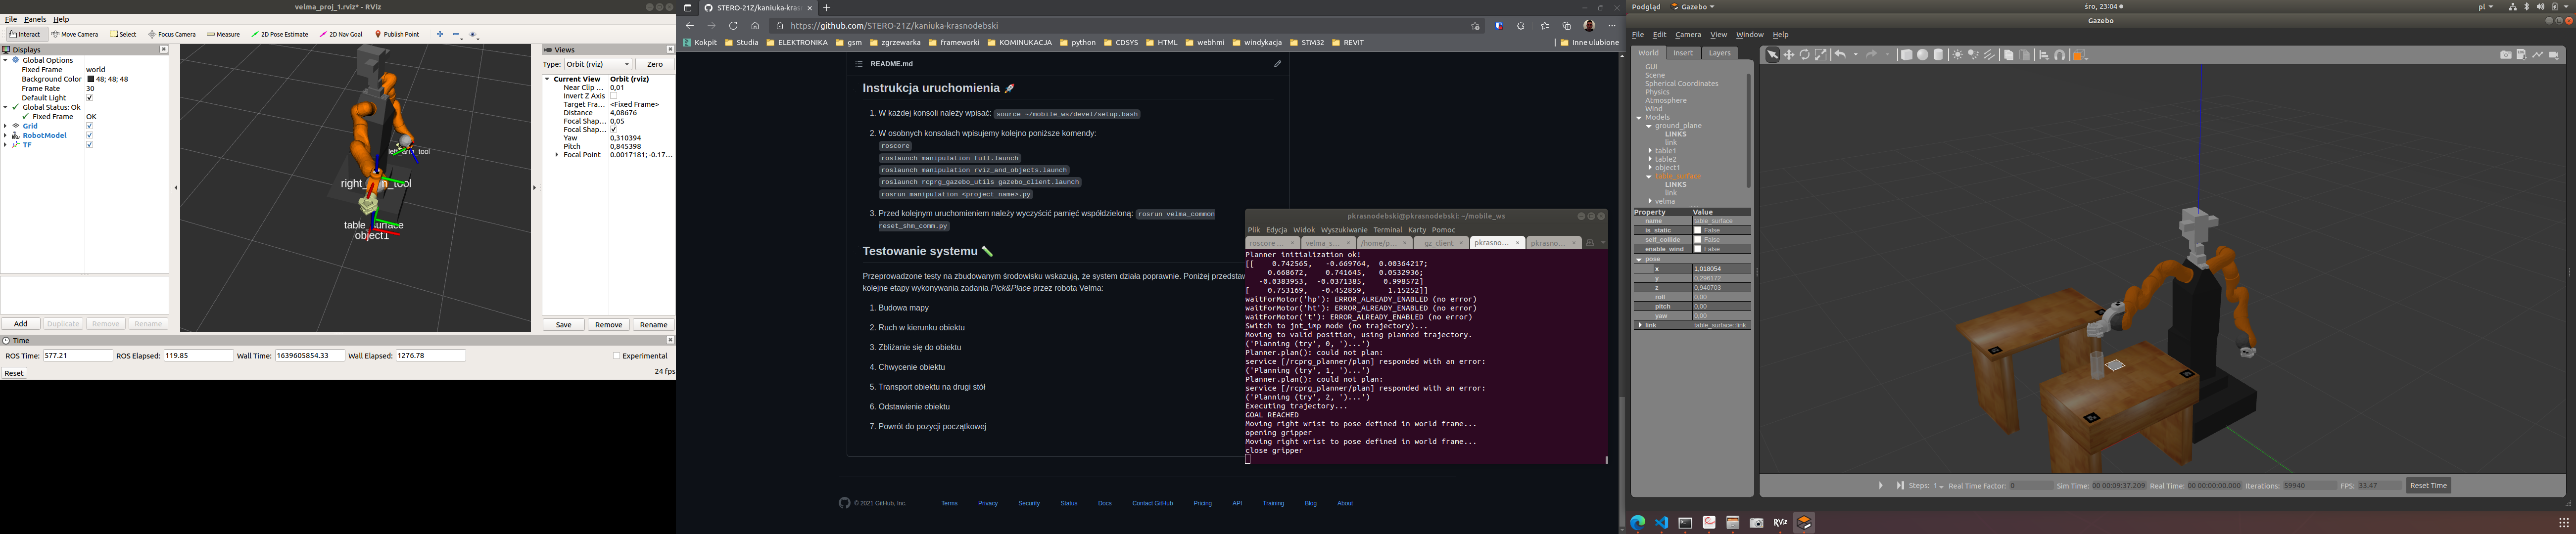 velma_proj_1.rviz* - RViz
File Panels Help
Interact Move Camera Select Focus Camera Measure 2D Pose Estimate 2D Nav Goal Publish Point
Displays
Global Options
Fixed Frame world
Background Color 48; 48; 48
Frame Rate 30
Default Light
Global Status: Ok
Fixed Frame OK
Grid
RobotModel
TF
Add Duplicate Remove Rename
right_arm_tool
table_surface
object1
Views
Type: Orbit (rviz) Zero
Current View Orbit (rviz)
Near Clip ... 0,01
Invert Z Axis
Target Fra... <Fixed Frame>
Distance 4,08676
Focal Shap... 0,05
Focal Shap...
Yaw 0,310394
Pitch 0,845398
Focal Point 0.0017181; -0.17...
Save Remove Rename
Time
ROS Time: 577.21 ROS Elapsed: 119.85 Wall Time: 1639605854.33 Wall Elapsed: 1276.78 Experimental
Reset 24 fps
STERO-21Z/kaniuka-kras
https://github.com/STERO-21Z/kaniuka-krasnodebski
Kokpit Studia ELEKTRONIKA gsm zgrzewarka frameworki KOMINUKACJA python CDSYS HTML webhmi windykacja STM32 REVIT Inne ulubione
README.md
Instrukcja uruchomienia 🚀
1. W każdej konsoli należy wpisać: source ~/mobile_ws/devel/setup.bash
2. W osobnych konsolach wpisujemy kolejno poniższe komendy:
roscore
roslaunch manipulation full.launch
roslaunch manipulation rviz_and_objects.launch
roslaunch rcprg_gazebo_utils gazebo_client.launch
rosrun manipulation <project_name>.py
3. Przed kolejnym uruchomieniem należy wyczyścić pamięć współdzieloną: rosrun velma_common
reset_shm_comm.py
Testowanie systemu
Przeprowadzone testy na zbudowanym środowisku wskazują, że system działa poprawnie. Poniżej przedstaw
kolejne etapy wykonywania zadania Pick&Place przez robota Velma:
1. Budowa mapy
2. Ruch w kierunku obiektu
3. Zbliżanie się do obiektu
4. Chwycenie obiektu
5. Transport obiektu na drugi stół
6. Odstawienie obiektu
7. Powrót do pozycji początkowej
© 2021 GitHub, Inc. Terms Privacy Security Status Docs Contact GitHub Pricing API Training Blog About
pkrasnodebski@pkrasnodebski: ~/mobile_ws
Plik Edycja Widok Wyszukiwanie Terminal Karty Pomoc
roscore ... velma_s... /home/p... gz_client pkrasno... pkrasno...
Planner initialization ok!
[[ 0.742565, -0.669764, 0.00364217;
0.668672, 0.741645, 0.0532936;
-0.0383953, -0.0371385, 0.998572]
[ 0.753169, -0.452859, 1.15252]]
waitForMotor('hp'): ERROR_ALREADY_ENABLED (no error)
waitForMotor('ht'): ERROR_ALREADY_ENABLED (no error)
waitForMotor('t'): ERROR_ALREADY_ENABLED (no error)
Switch to jnt_imp mode (no trajectory)...
Moving to valid position, using planned trajectory.
('Planning (try', 0, ')...')
Planner.plan(): could not plan:
service [/rcprg_planner/plan] responded with an error:
('Planning (try', 1, ')...')
Planner.plan(): could not plan:
service [/rcprg_planner/plan] responded with an error:
('Planning (try', 2, ')...')
Executing trajectory...
GOAL REACHED
Moving right wrist to pose defined in world frame...
opening gripper
Moving right wrist to pose defined in world frame...
close gripper
Podgląd Gazebo śro, 23:04 pl
Gazebo
File Edit Camera View Window Help
World Insert Layers
GUI
Scene
Spherical Coordinates
Physics
Atmosphere
Wind
Models
ground_plane
LINKS
link
table1
table2
object1
table_surface
LINKS
link
velma
Property Value
name table_surface
is_static False
self_collide False
enable_wind False
pose
x 1,018054
y 0,296172
z 0,940703
roll 0,00
pitch 0,00
yaw 0,00
link table_surface::link
Steps: 1 Real Time Factor: 0 Sim Time: 00 00:09:37.209 Real Time: 00 00:00:00.000 Iterations: 59940 FPS: 33.47 Reset Time
RViz